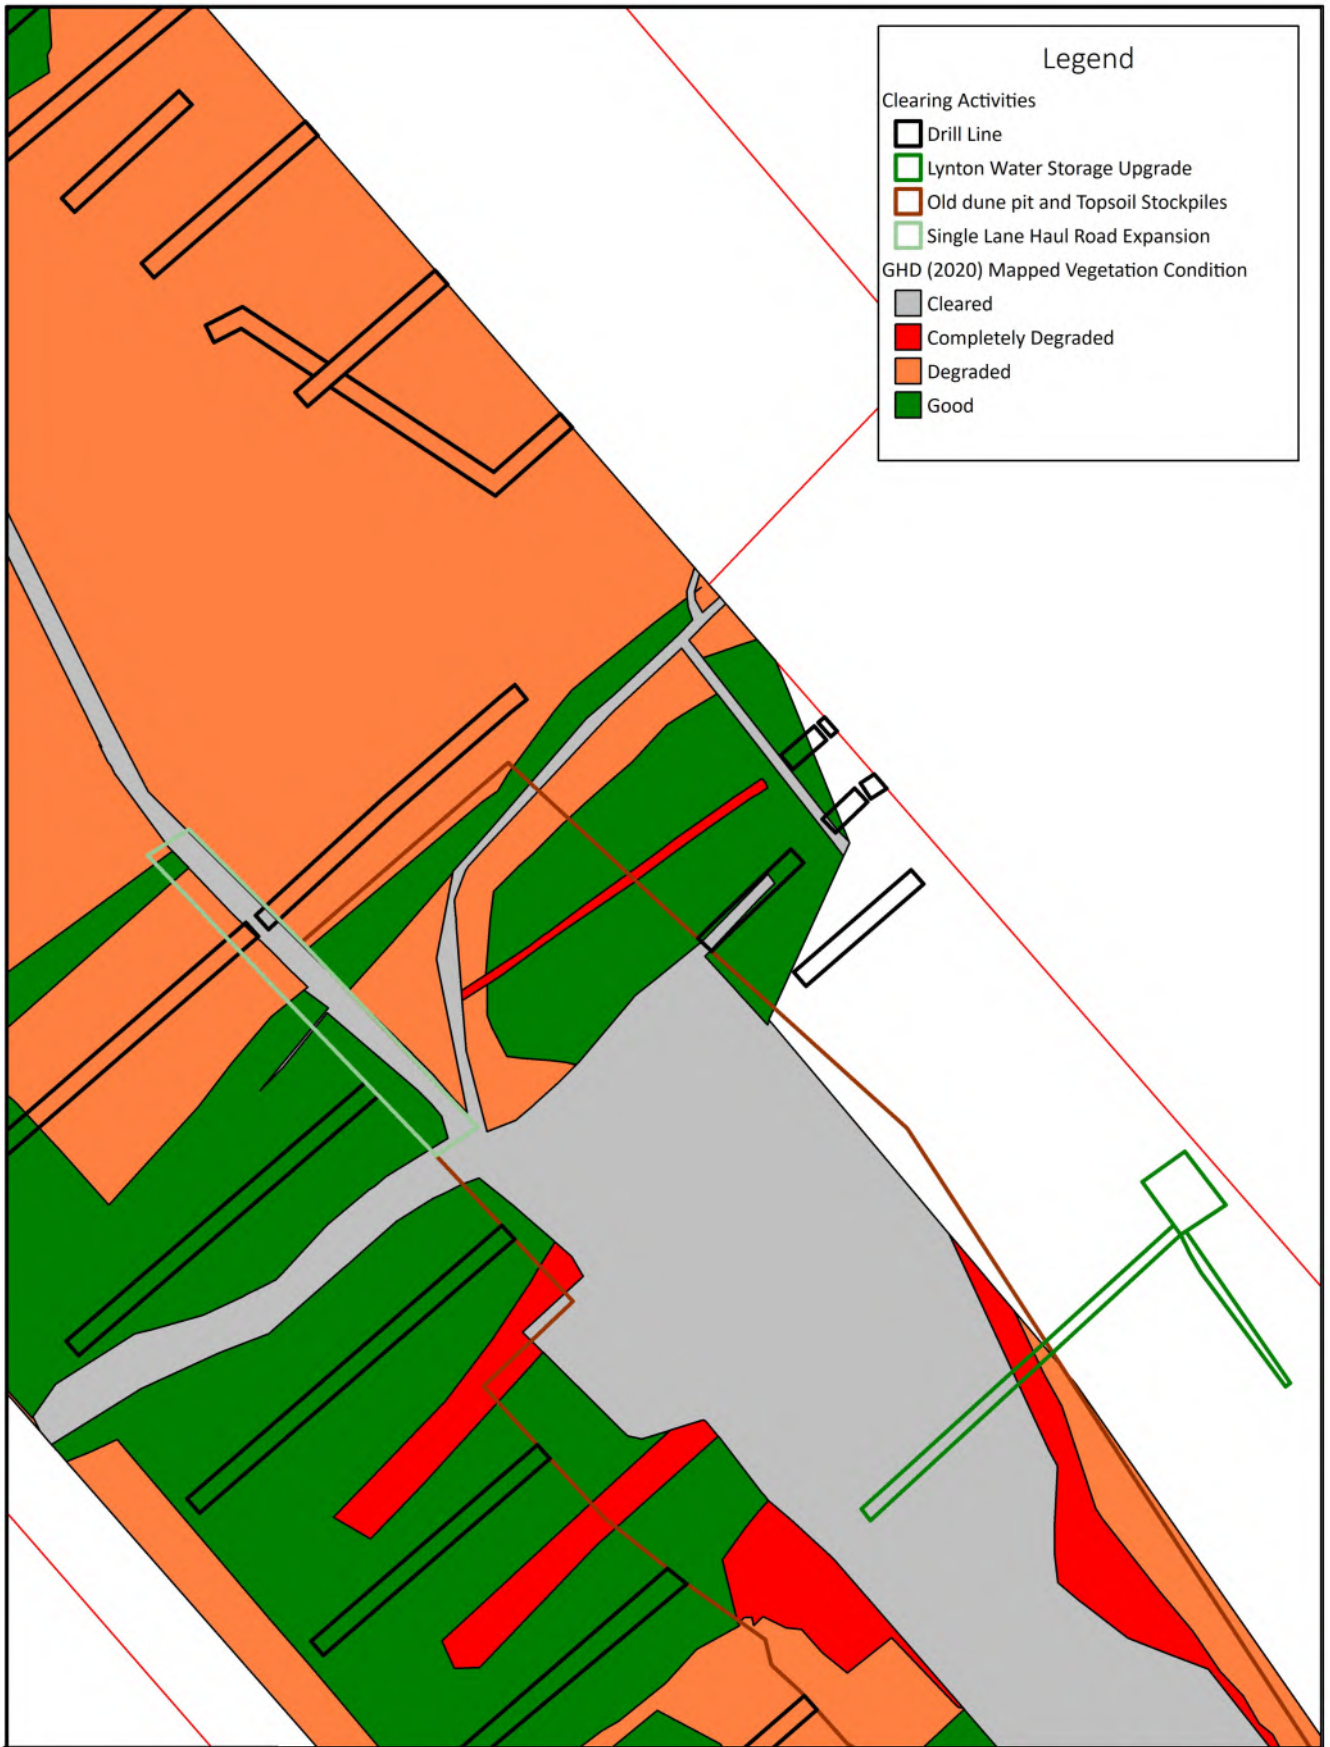 Legend
Clearing Activities
Drill Line
Lynton Water Storage Upgrade
Old dune pit and Topsoil Stockpiles
Single Lane Haul Road Expansion
GHD (2020) Mapped Vegetation Condition
Cleared
Completely Degraded
Degraded
Good